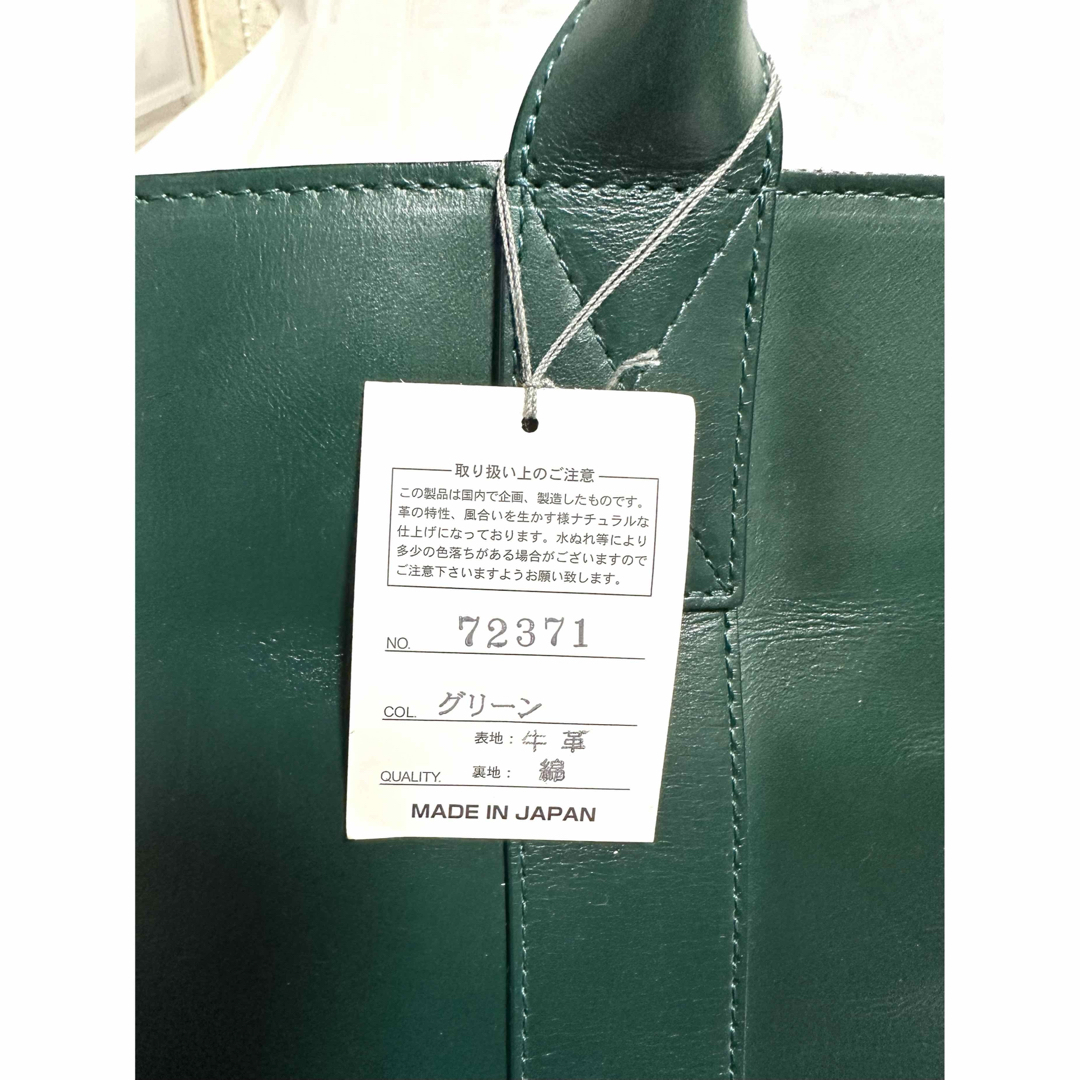 取り扱い上のご注意
この製品は国内で企画、製造したものです。
革の特性、風合いを生かす様ナチュラルな
仕上げになっております。水ぬれ等により
多少の色落ちがある場合がございますので
ご注意下さいますようお願い致します。
NO. 72371
COL. グリーン
表地：牛革
QUALITY. 裏地：綿
MADE IN JAPAN